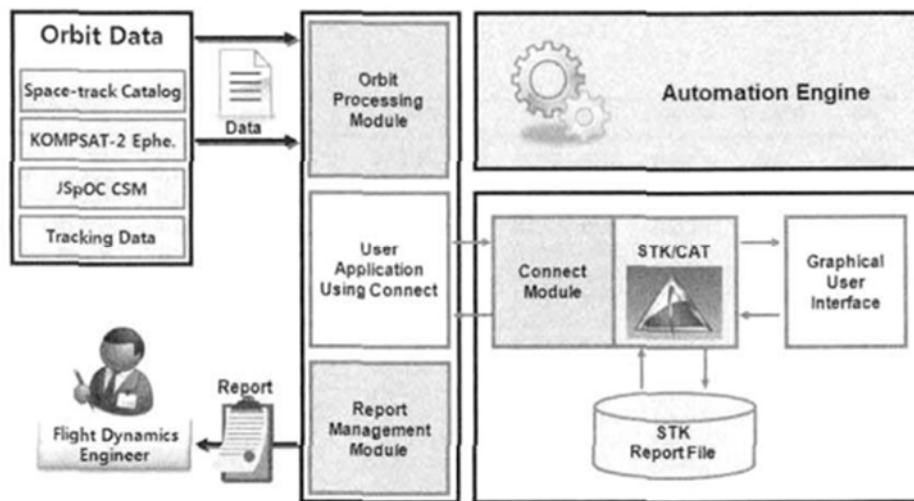 Orbit Data
Space-track Catalog
KOMPSAT-2 Ephe.
JSpOC CSM
Tracking Data
Data
Orbit
Processing
Module
User
Application
Using Connect
Report
Management
Module
Report
Flight Dynamics
Engineer
Automation Engine
Connect
Module
STK/CAT
Graphical
User
Interface
STK
Report File